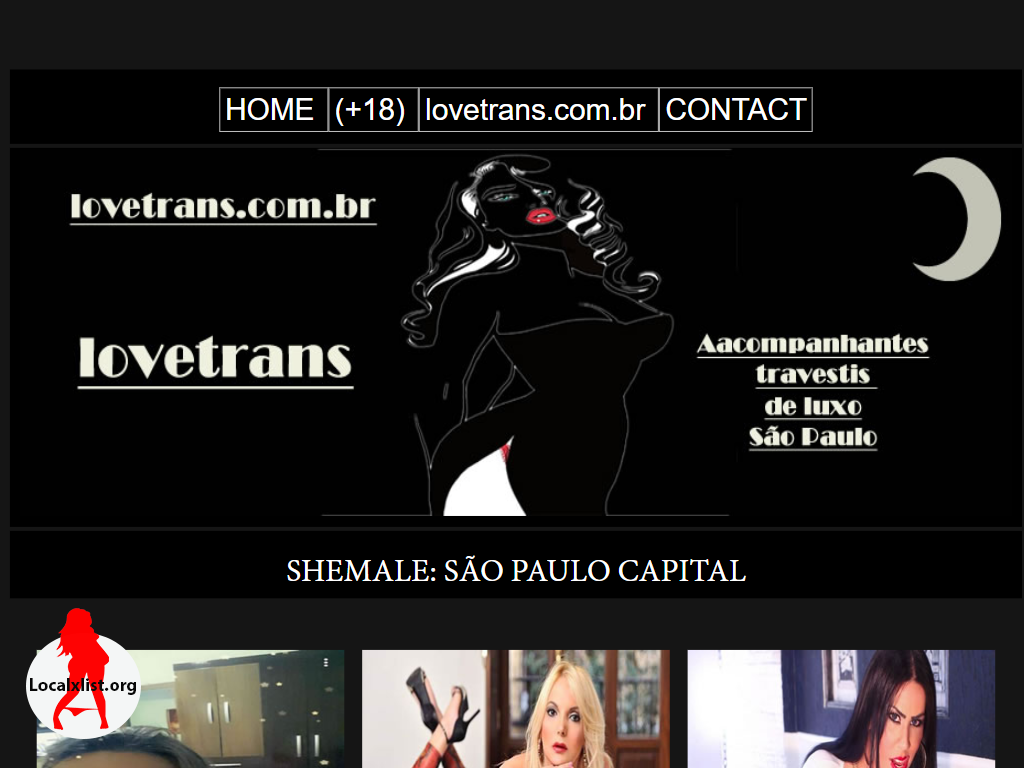 HOME (+18) lovetrans.com.br CONTACT
lovetrans.com.br
lovetrans
Aacompanhantes
travestis
de luxo
São Paulo
SHEMALE: SÃO PAULO CAPITAL
Localxlist.org